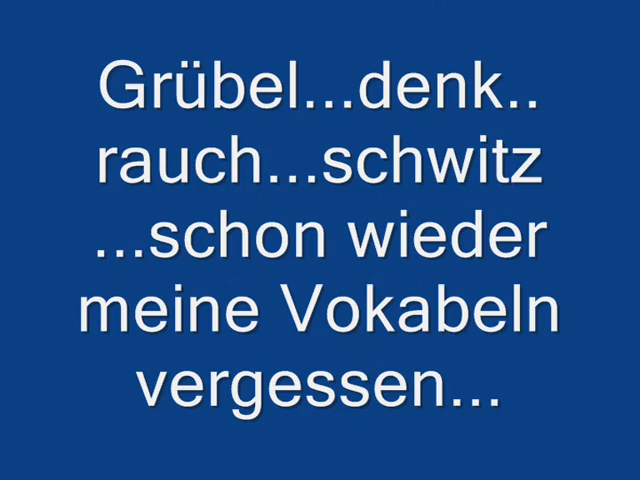 Grübel...denk..
rauch...schwitz
...schon wieder
meine Vokabeln
vergessen...